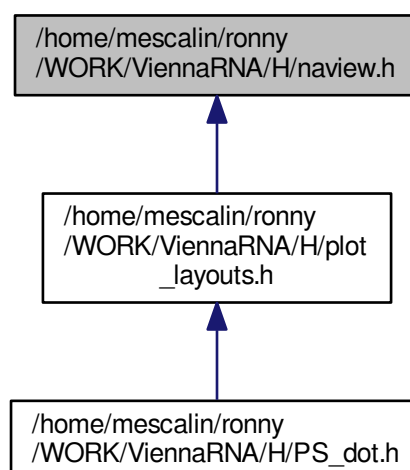 /home/mescalin/ronny
/WORK/ViennaRNA/H/naview.h
/home/mescalin/ronny
/WORK/ViennaRNA/H/plot
_layouts.h
/home/mescalin/ronny
/WORK/ViennaRNA/H/PS_dot.h